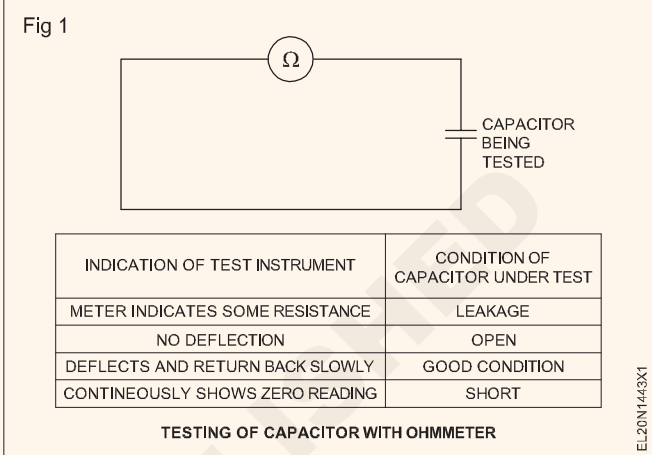 Fig 1
Ω
CAPACITOR
BEING
TESTED
INDICATION OF TEST INSTRUMENT
CONDITION OF
CAPACITOR UNDER TEST
METER INDICATES SOME RESISTANCE
LEAKAGE
NO DEFLECTION
OPEN
DEFLECTS AND RETURN BACK SLOWLY
GOOD CONDITION
CONTINEOUSLY SHOWS ZERO READING
SHORT
TESTING OF CAPACITOR WITH OHMMETER
EL20N1443X1
LISHED